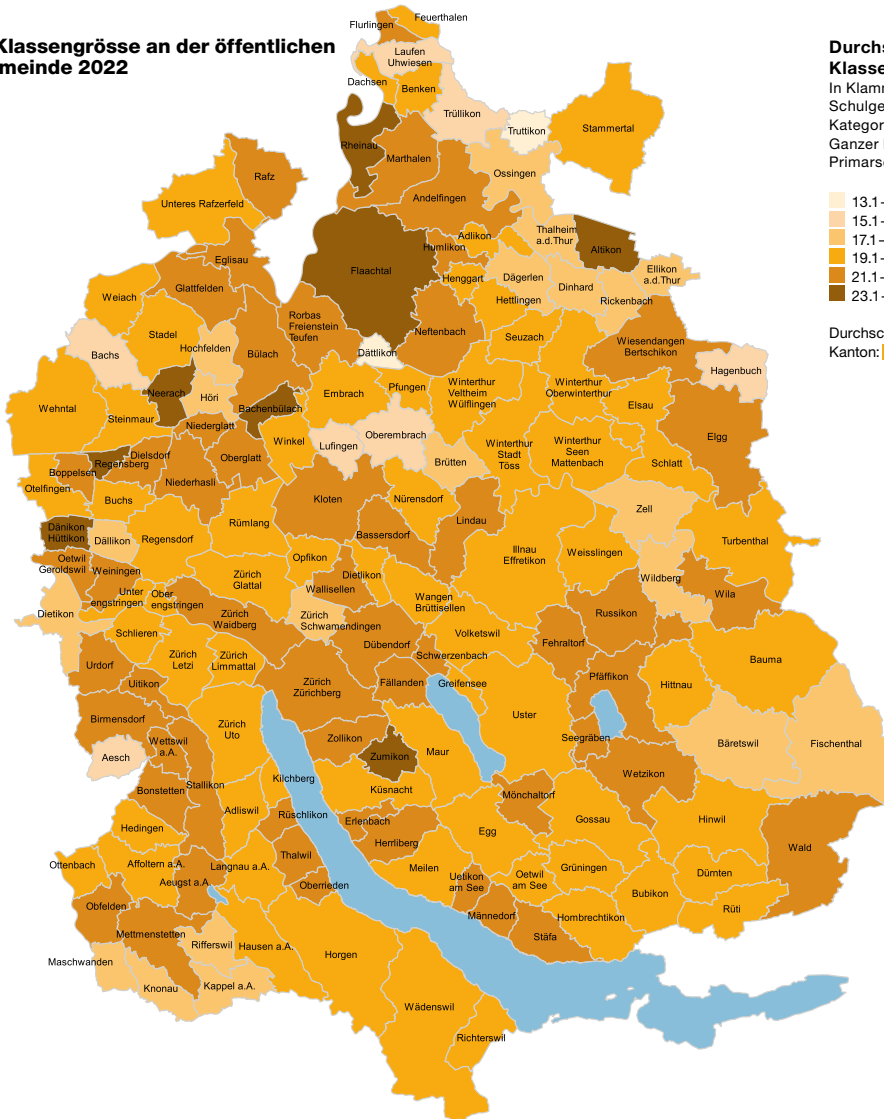 Klassengrösse an der öffentlichen
meinde 2022
Durchs
Klasse
In Klamm
Schulge
Kategor
Ganzer
Primars
13.1–
15.1–
17.1–
19.1–
21.1–
23.1–
Durchsc
Kanton:
Feuerthalen
Flurlingen
Laufen
Uhwiesen
Dachsen
Benken
Trüllikon
Truttikon
Stammertal
Rheinau
Marthalen
Ossingen
Rafz
Andelfingen
Unteres Rafzerfeld
Thalheim
a.d.Thur
Adlikon
Humlikon
Altikon
Eglisau
Flaachtal
Henggart
Dägerlen
Ellikon
a.d.Thur
Glattfelden
Dinhard
Weiach
Hettlingen
Rickenbach
Rorbas
Freienstein
Teufen
Neftenbach
Stadel
Seuzach
Wiesendangen
Bertschikon
Hochfelden
Bachs
Bülach
Dättlikon
Hagenbuch
Neerach
Höri
Embrach
Pfungen
Winterthur
Veltheim
Wülflingen
Winterthur
Oberwinterthur
Wehntal
Bachenbülach
Elsau
Steinmaur
Niederglatt
Oberembrach
Elgg
Winkel
Lufingen
Winterthur
Stadt
Töss
Winterthur
Seen
Mattenbach
Dielsdorf
Oberglatt
Regensberg
Brütten
Schlatt
Boppelsen
Niederhasli
Otelfingen
Buchs
Kloten
Nürensdorf
Zell
Rümlang
Lindau
Dänikon
Hüttikon
Dällikon
Regensdorf
Bassersdorf
Turbenthal
Illnau
Effretikon
Weisslingen
Oetwil
Geroldswil
Opfikon
Weiningen
Zürich
Glattal
Dietlikon
Wildberg
Wallisellen
Unter
engstringen
Ober
engstringen
Wangen
Brüttisellen
Wila
Dietikon
Zürich
Waidberg
Zürich
Schwamendingen
Russikon
Schlieren
Volketswil
Dübendorf
Fehraltorf
Zürich
Letzi
Zürich
Limmattal
Schwerzenbach
Bauma
Urdorf
Pfäffikon
Uitikon
Zürich
Zürichberg
Fällanden
Greifensee
Hittnau
Birmensdorf
Uster
Zürich
Uto
Seegräben
Wettswil
a.A.
Zollikon
Bäretswil
Fischenthal
Aesch
Zumikon
Maur
Wetzikon
Kilchberg
Bonstetten
Stallikon
Küsnacht
Mönchaltorf
Adliswil
Rüschlikon
Erlenbach
Gossau
Hinwil
Hedingen
Egg
Herrliberg
Wald
Thalwil
Ottenbach
Affoltern a.A.
Langnau a.A.
Meilen
Grüningen
Dürnten
Aeugst a.A.
Oberrieden
Uetikon
am See
Oetwil
am See
Bubikon
Obfelden
Rüti
Männedorf
Hombrechtikon
Mettmenstetten
Stäfa
Rifferswil
Hausen a.A.
Horgen
Maschwanden
Knonau
Kappel a.A.
Wädenswil
Richterswil